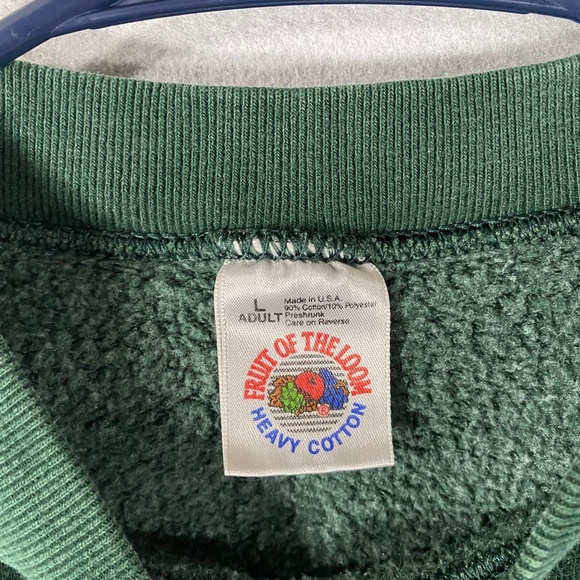 L
ADULT
Made in U.S.A.
90% Cotton/10% Polyester
Preshrunk
Care on Reverse
FRUIT OF THE LOOM
®
HEAVY COTTON